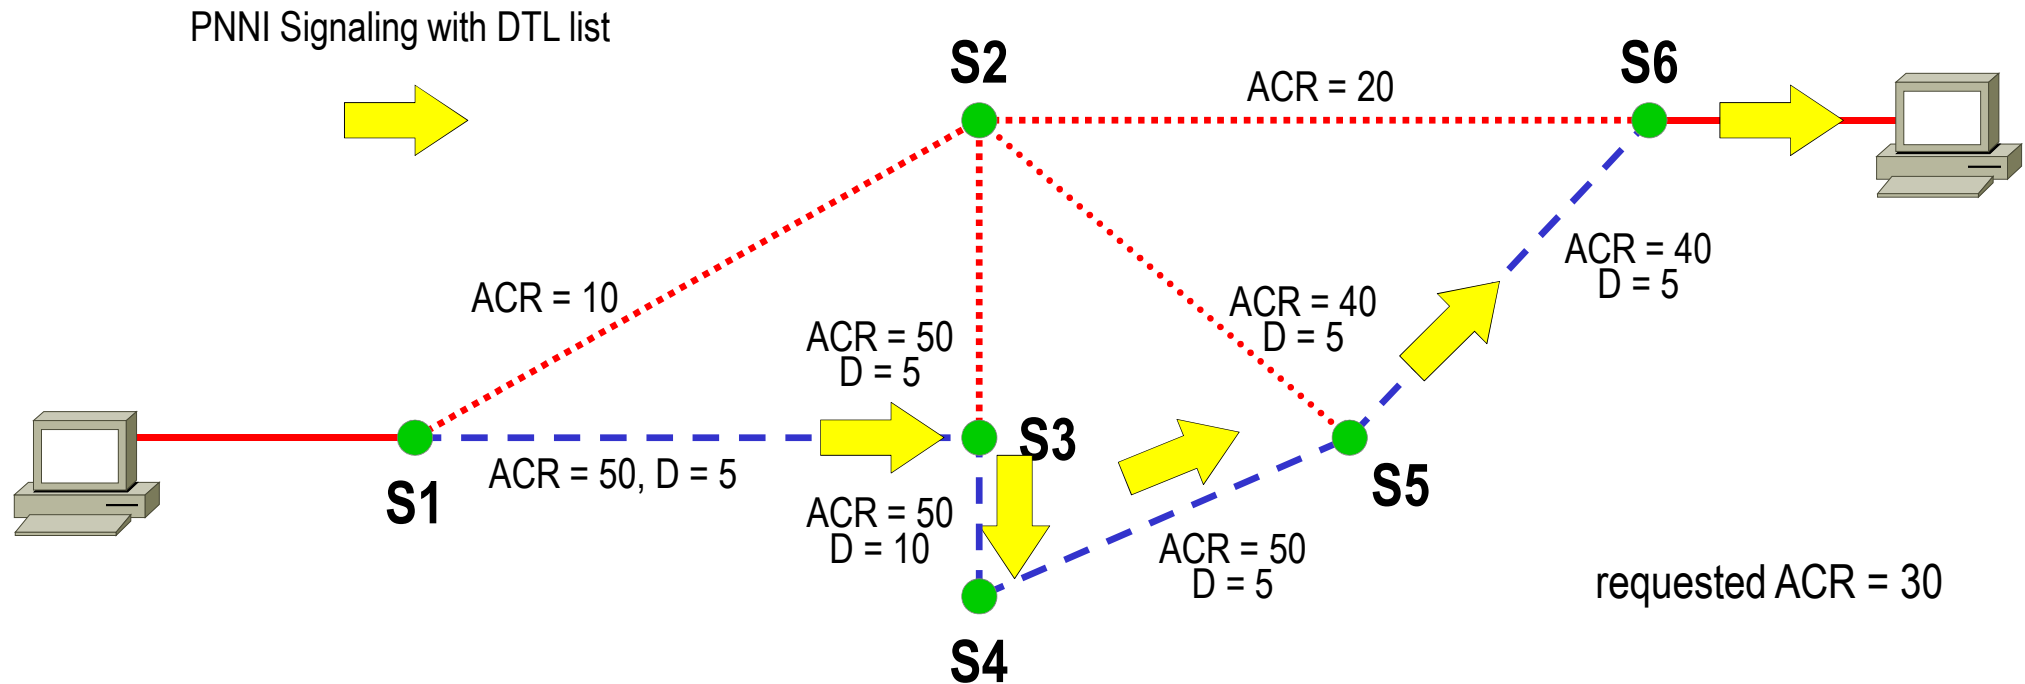 PNNI Signaling with DTL list
S2
S6
ACR = 20
ACR = 10
ACR = 40
D = 5
ACR = 40
D = 5
ACR = 50
D = 5
S3
ACR = 50, D = 5
S1
S5
ACR = 50
D = 10
ACR = 50
D = 5
requested ACR = 30
S4